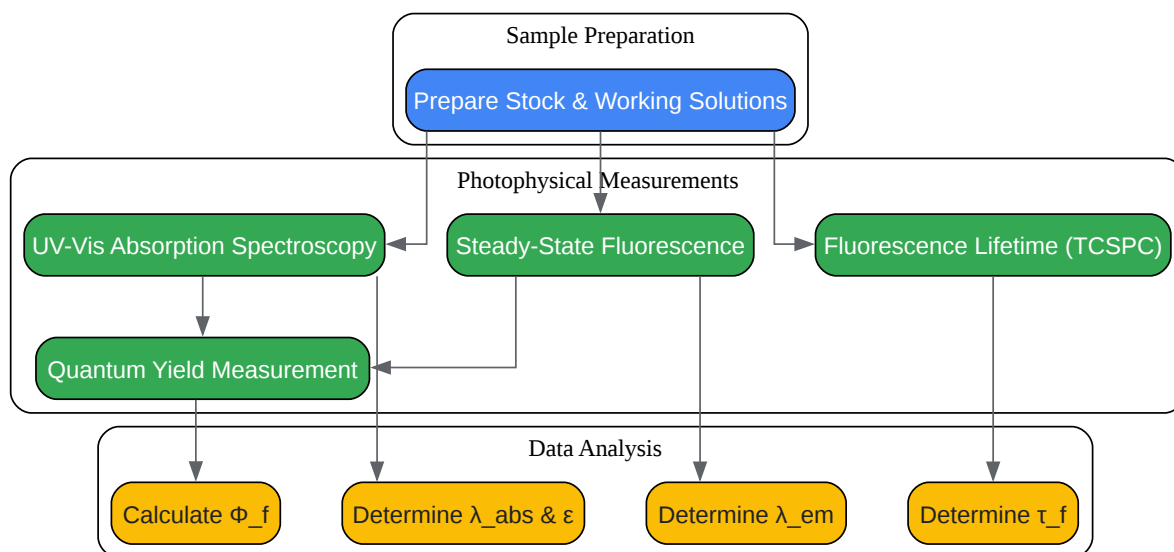 Sample Preparation
Prepare Stock & Working Solutions
Photophysical Measurements
UV-Vis Absorption Spectroscopy
Steady-State Fluorescence
Fluorescence Lifetime (TCSPC)
Quantum Yield Measurement
Data Analysis
Calculate Φ_f
Determine λ_abs & ε
Determine λ_em
Determine τ_f